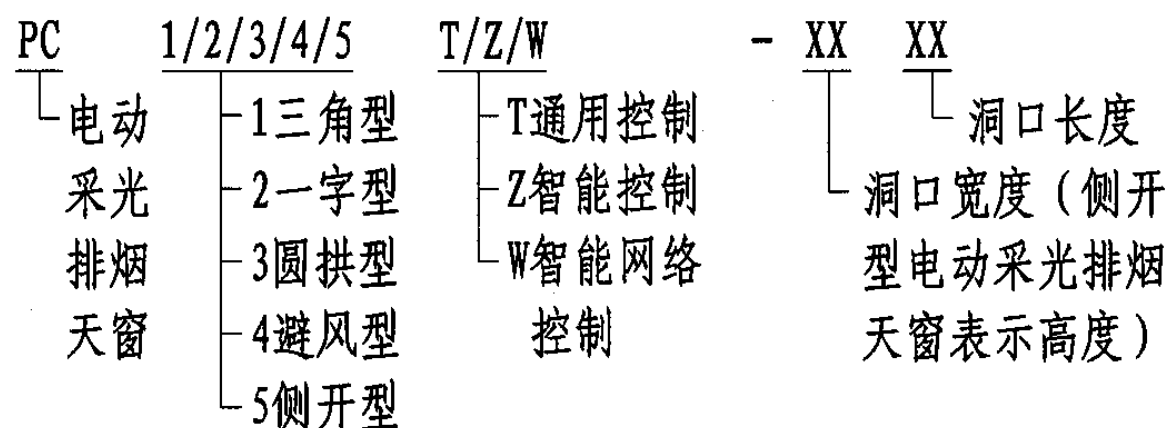 PC 1/2/3/4/5 T/Z/W - XX XX
电动 1三角型 T通用控制 洞口长度
采光 2一字型 Z智能控制 洞口宽度（侧开
排烟 3圆拱型 W智能网络 型电动采光排烟
天窗 4避风型 控制 天窗表示高度）
5侧开型